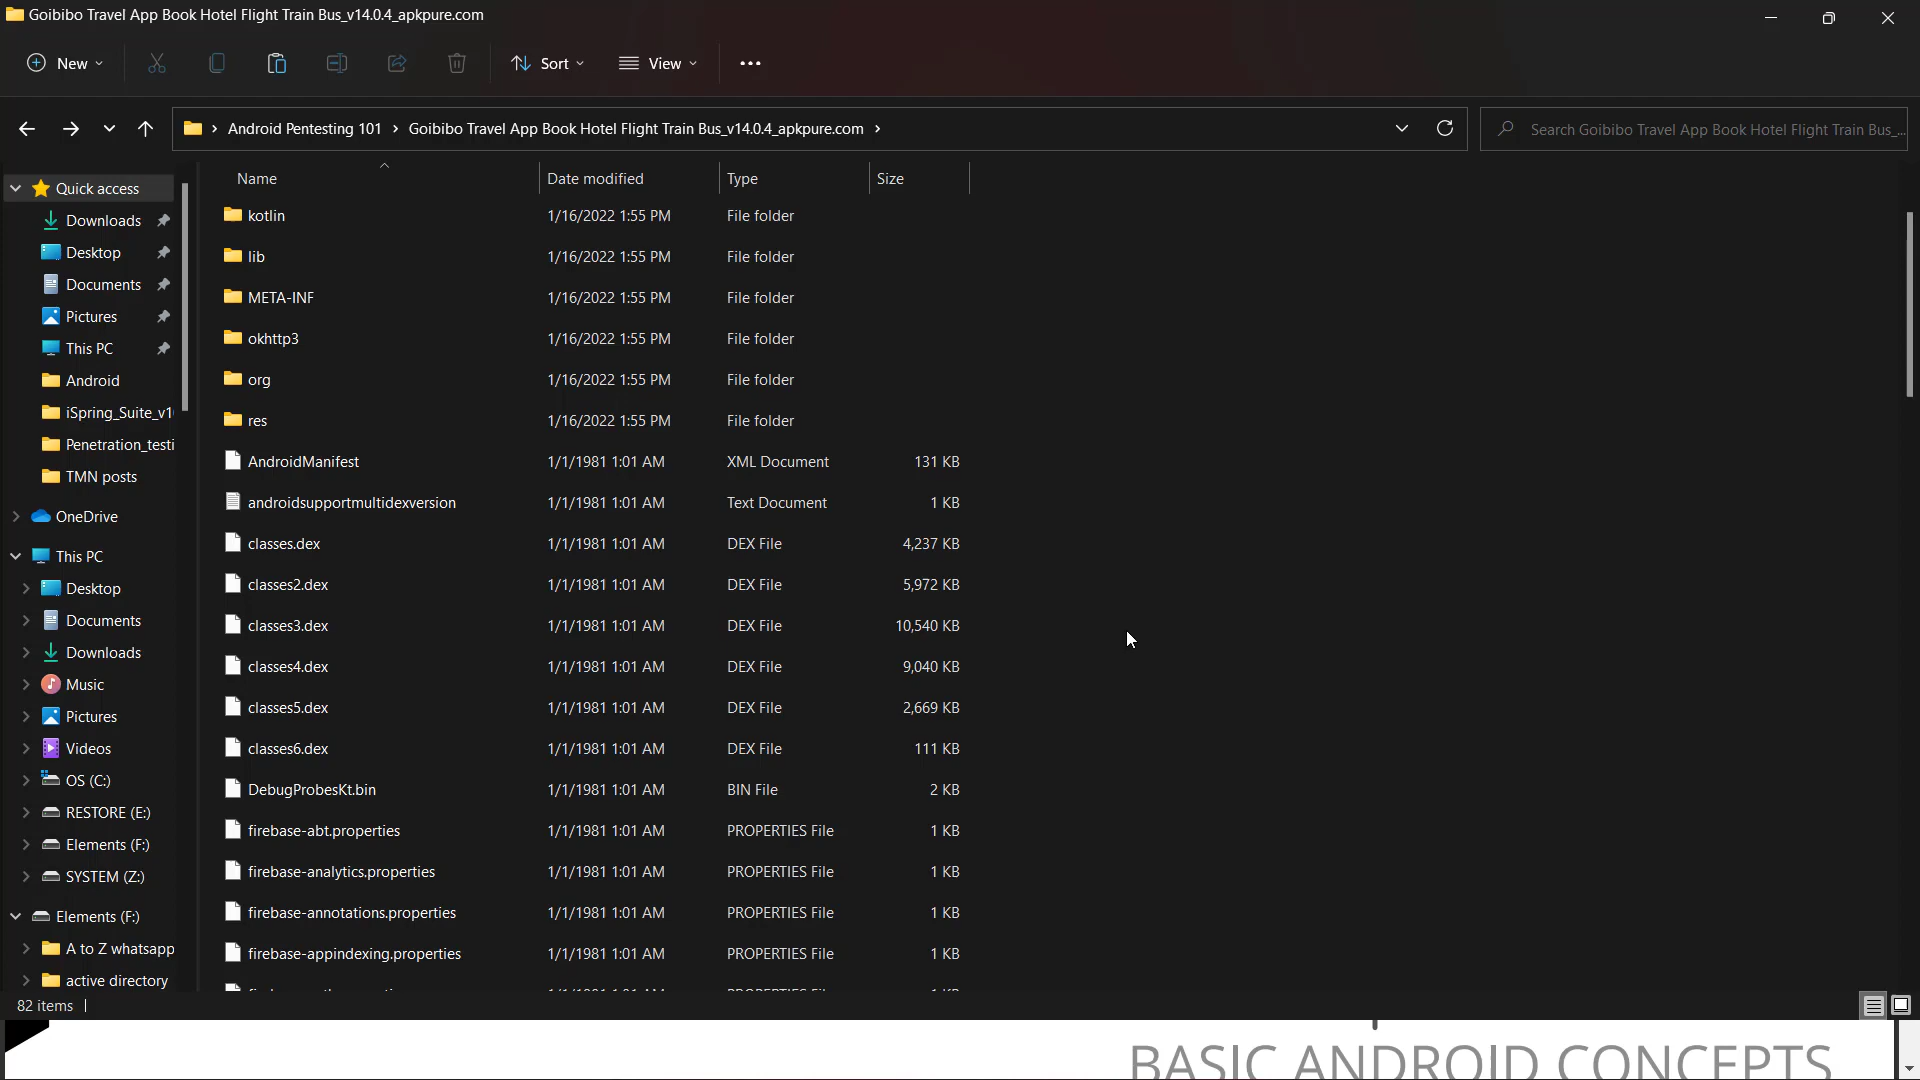 Goibibo Travel App Book Hotel Flight Train Bus_v14.0.4_apkpure.com
New Sort View
Android Pentesting 101 Goibibo Travel App Book Hotel Flight Train Bus_v14.0.4_apkpure.com Search Goibibo Travel App Book Hotel Flight Train Bus_...
Name Date modified Type Size
Quick access
Downloads
Desktop
Documents
Pictures
This PC
Android
iSpring_Suite_v1
Penetration_testi
TMN posts
OneDrive
This PC
Desktop
Documents
Downloads
Music
Pictures
Videos
OS (C:)
RESTORE (E:)
Elements (F:)
SYSTEM (Z:)
Elements (F:)
A to Z whatsapp
active directory
kotlin 1/16/2022 1:55 PM File folder
lib 1/16/2022 1:55 PM File folder
META-INF 1/16/2022 1:55 PM File folder
okhttp3 1/16/2022 1:55 PM File folder
org 1/16/2022 1:55 PM File folder
res 1/16/2022 1:55 PM File folder
AndroidManifest 1/1/1981 1:01 AM XML Document 131 KB
androidsupportmultidexversion 1/1/1981 1:01 AM Text Document 1 KB
classes.dex 1/1/1981 1:01 AM DEX File 4,237 KB
classes2.dex 1/1/1981 1:01 AM DEX File 5,972 KB
classes3.dex 1/1/1981 1:01 AM DEX File 10,540 KB
classes4.dex 1/1/1981 1:01 AM DEX File 9,040 KB
classes5.dex 1/1/1981 1:01 AM DEX File 2,669 KB
classes6.dex 1/1/1981 1:01 AM DEX File 111 KB
DebugProbesKt.bin 1/1/1981 1:01 AM BIN File 2 KB
firebase-abt.properties 1/1/1981 1:01 AM PROPERTIES File 1 KB
firebase-analytics.properties 1/1/1981 1:01 AM PROPERTIES File 1 KB
firebase-annotations.properties 1/1/1981 1:01 AM PROPERTIES File 1 KB
firebase-appindexing.properties 1/1/1981 1:01 AM PROPERTIES File 1 KB
82 items
BASIC ANDROID CONCEPTS